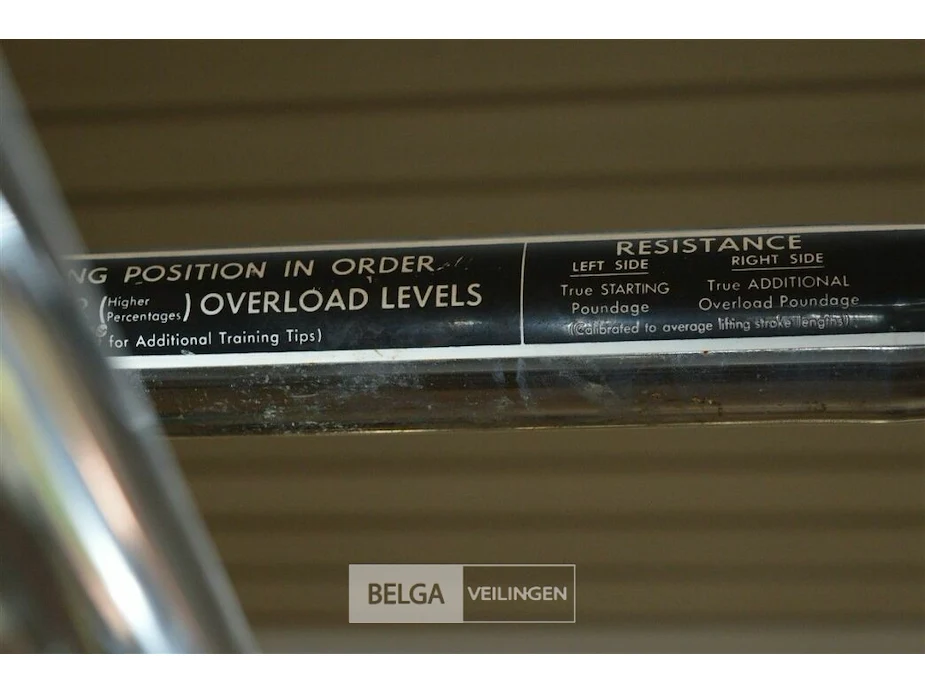 NG POSITION IN ORDER
(Higher Percentages) OVERLOAD LEVELS
for Additional Training Tips)
RESISTANCE
LEFT SIDE
True STARTING
Poundage
RIGHT SIDE
True ADDITIONAL
Overload Poundage
(Calibrated to average lifting stroke lengths)
BELGA VEILINGEN